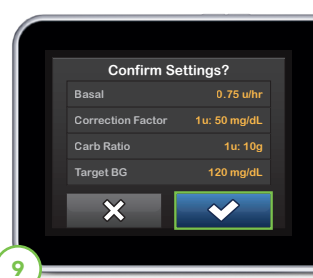 Confirm Settings?
Basal 0.75 u/hr
Correction Factor 1u: 50 mg/dL
Carb Ratio 1u: 10g
Target BG 120 mg/dL
9